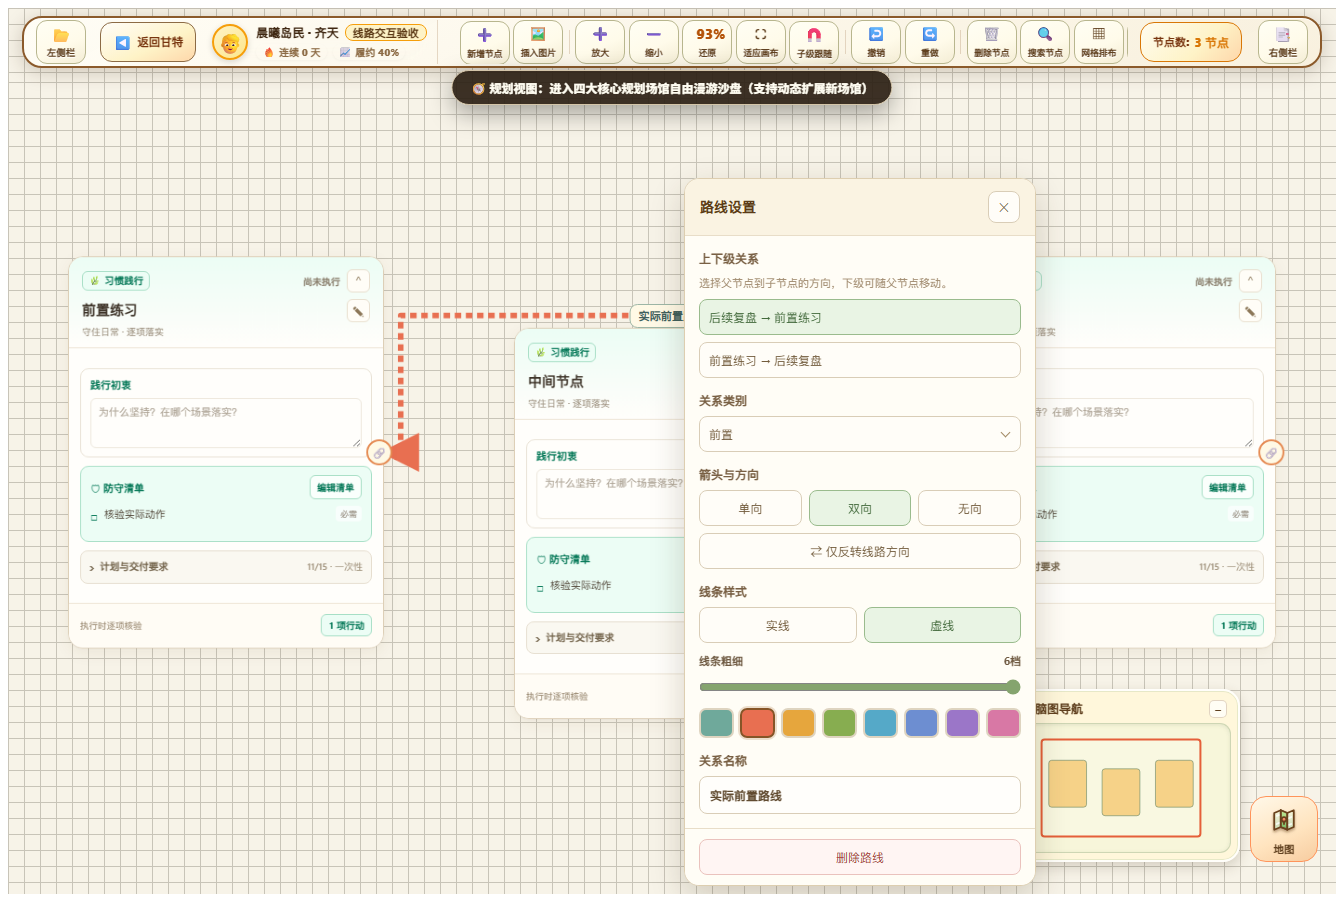 左侧栏
返回甘特
晨曦岛民 · 齐天
线路交互验收
连续 0 天
履约 40%
新增节点
插入图片
放大
缩小
93%
还原
适应画布
子级跟随
撤销
重做
删除节点
搜索节点
网格排布
节点数: 3 节点
右侧栏
规划视图：进入四大核心规划场馆自由漫游沙盘（支持动态扩展新场馆）
习惯践行
尚未执行
前置练习
守住日常 · 逐项落实
践行初衷
为什么坚持？在哪个场景落实？
防守清单
编辑清单
核验实际动作
必需
计划与交付要求
11/15 · 一次性
执行时逐项核验
1 项行动
实际前置
习惯践行
中间节点
守住日常 · 逐项落实
践行初衷
为什么坚持？在哪个场景落实?
防守清单
核验实际动作
计划与交付要求
执行时逐项核验
路线设置
×
上下级关系
选择父节点到子节点的方向，下级可随父节点移动。
后续复盘 → 前置练习
前置练习 → 后续复盘
关系类别
前置
箭头与方向
单向
双向
无向
⇄ 仅反转线路方向
线条样式
实线
虚线
线条粗细
6档
关系名称
实际前置路线
删除路线
尚未执行
落实
？在哪个场景落实？
编辑清单
动作
必需
要求
11/15 · 一次性
1 项行动
脑图导航
−
地图